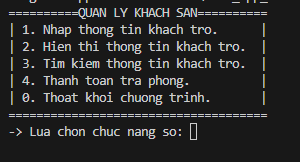 ==========QUAN LY KHACH SAN==========
| 1. Nhap thong tin khach tro. |
| 2. Hien thi thong tin khach tro. |
| 3. Tim kiem thong tin khach tro. |
| 4. Thanh toan tra phong. |
| 0. Thoat khoi chuong trinh. |
=====================================
-> Lua chon chuc nang so: